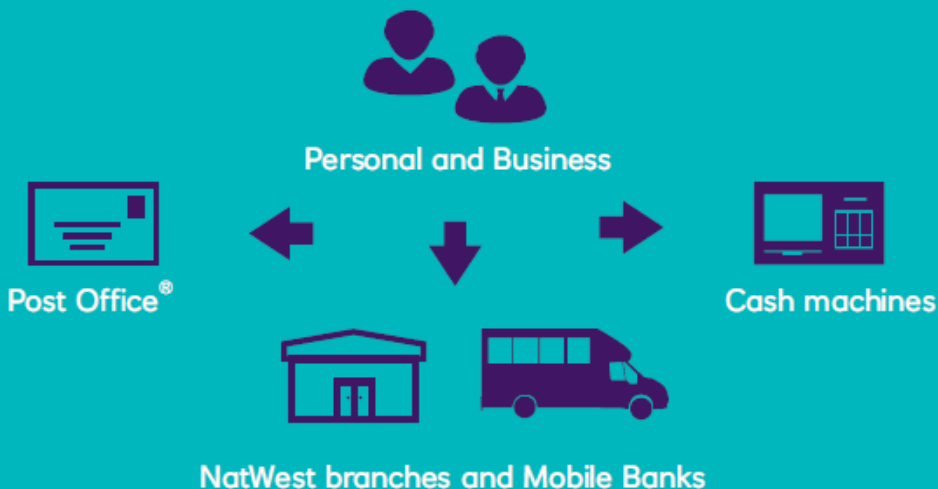 Personal and Business
Post Office®
Cash machines
NatWest branches and Mobile Banks